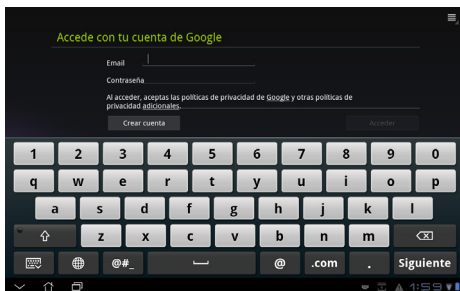 Accede con tu cuenta de Google
Email
Contraseña
Al acceder, aceptas las políticas de privacidad de Google y otras políticas de
privacidad adicionales.
Crear cuenta
Acceder
1 2 3 4 5 6 7 8 9 0
q w e r t y u i o p
a s d f g h j k l
z x c v b n m
@#_ @ .com . Siguiente
1:59